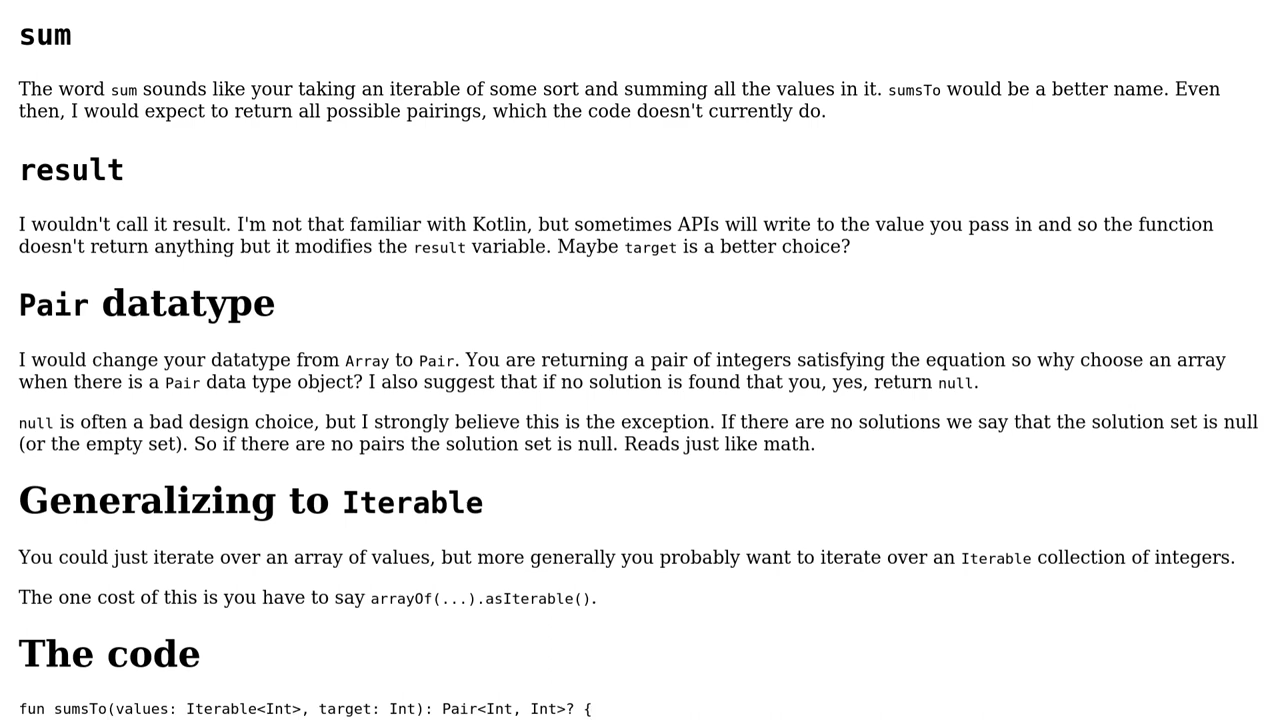 sum
The word sum sounds like your taking an iterable of some sort and summing all the values in it. sumsTo would be a better name. Even
then, I would expect to return all possible pairings, which the code doesn't currently do.
result
I wouldn't call it result. I'm not that familiar with Kotlin, but sometimes APIs will write to the value you pass in and so the function
doesn't return anything but it modifies the result variable. Maybe target is a better choice?
Pair datatype
I would change your datatype from Array to Pair. You are returning a pair of integers satisfying the equation so why choose an array
when there is a Pair data type object? I also suggest that if no solution is found that you, yes, return null.
null is often a bad design choice, but I strongly believe this is the exception. If there are no solutions we say that the solution set is null
(or the empty set). So if there are no pairs the solution set is null. Reads just like math.
Generalizing to Iterable
You could just iterate over an array of values, but more generally you probably want to iterate over an Iterable collection of integers.
The one cost of this is you have to say arrayOf(...).asIterable().
The code
fun sumsTo(values: Iterable<Int>, target: Int): Pair<Int, Int>? {